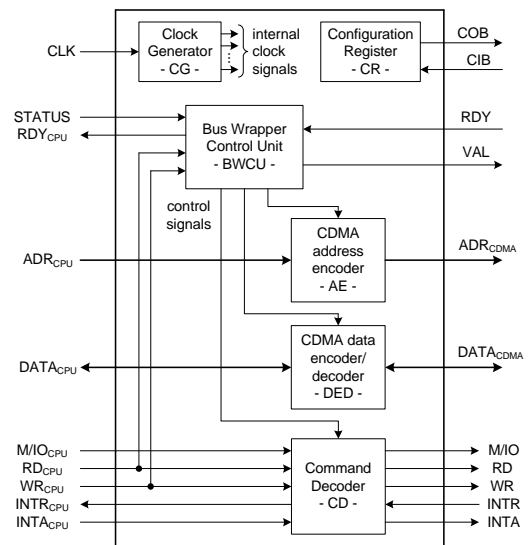 CLK
Clock
Generator
- CG -
internal
clock
signals
Configuration
Register
- CR -
COB
CIB
STATUS
RDYCPU
Bus Wrapper
Control Unit
- BWCU -
RDY
VAL
control
signals
ADRCPU
CDMA
address
encoder
- AE -
ADRCDMA
DATACPU
CDMA data
encoder/
decoder
- DED -
DATACDMA
M/IOCPU
RDCPU
WRCPU
INTRCPU
INTACPU
Command
Decoder
- CD -
M/IO
RD
WR
INTR
INTA